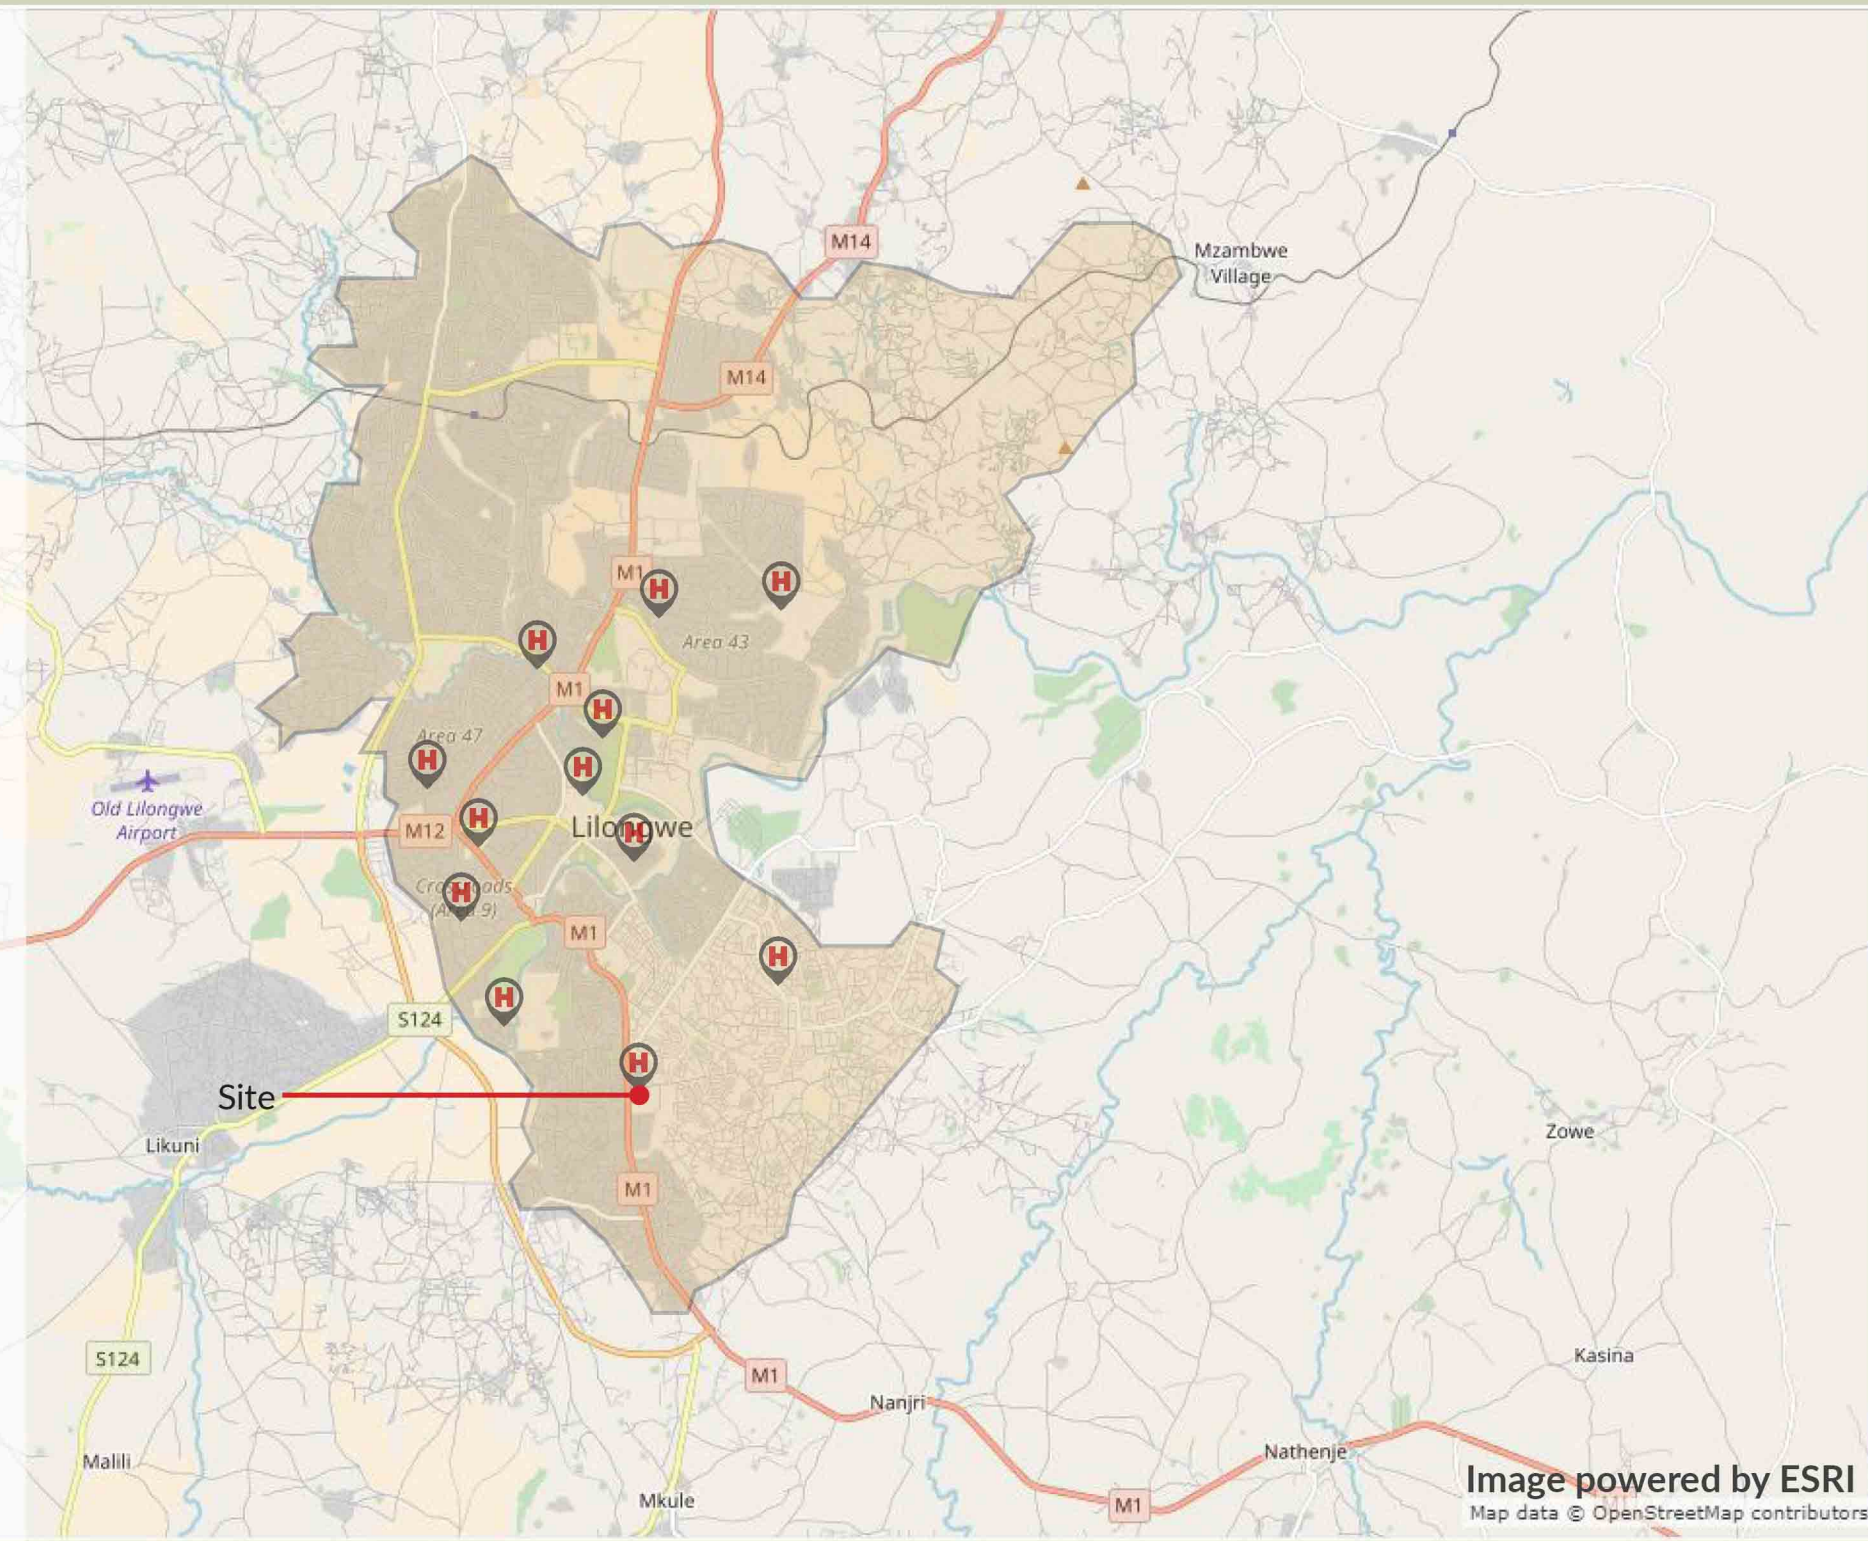 M14
Mzambwe
Village
M14
M1
H
H
H
Area 43
M1
H
Area 47
H
H
Old Lilongwe
Airport
M12
H
Lilongwe
H
Crossroads
(Area 9)
H
M1
H
H
S124
H
Site
Likuni
Zowe
M1
S124
Kasina
M1
Nanjri
Malili
Nathenje
Mkule
M1
Image powered by ESRI
Map data © OpenStreetMap contributors